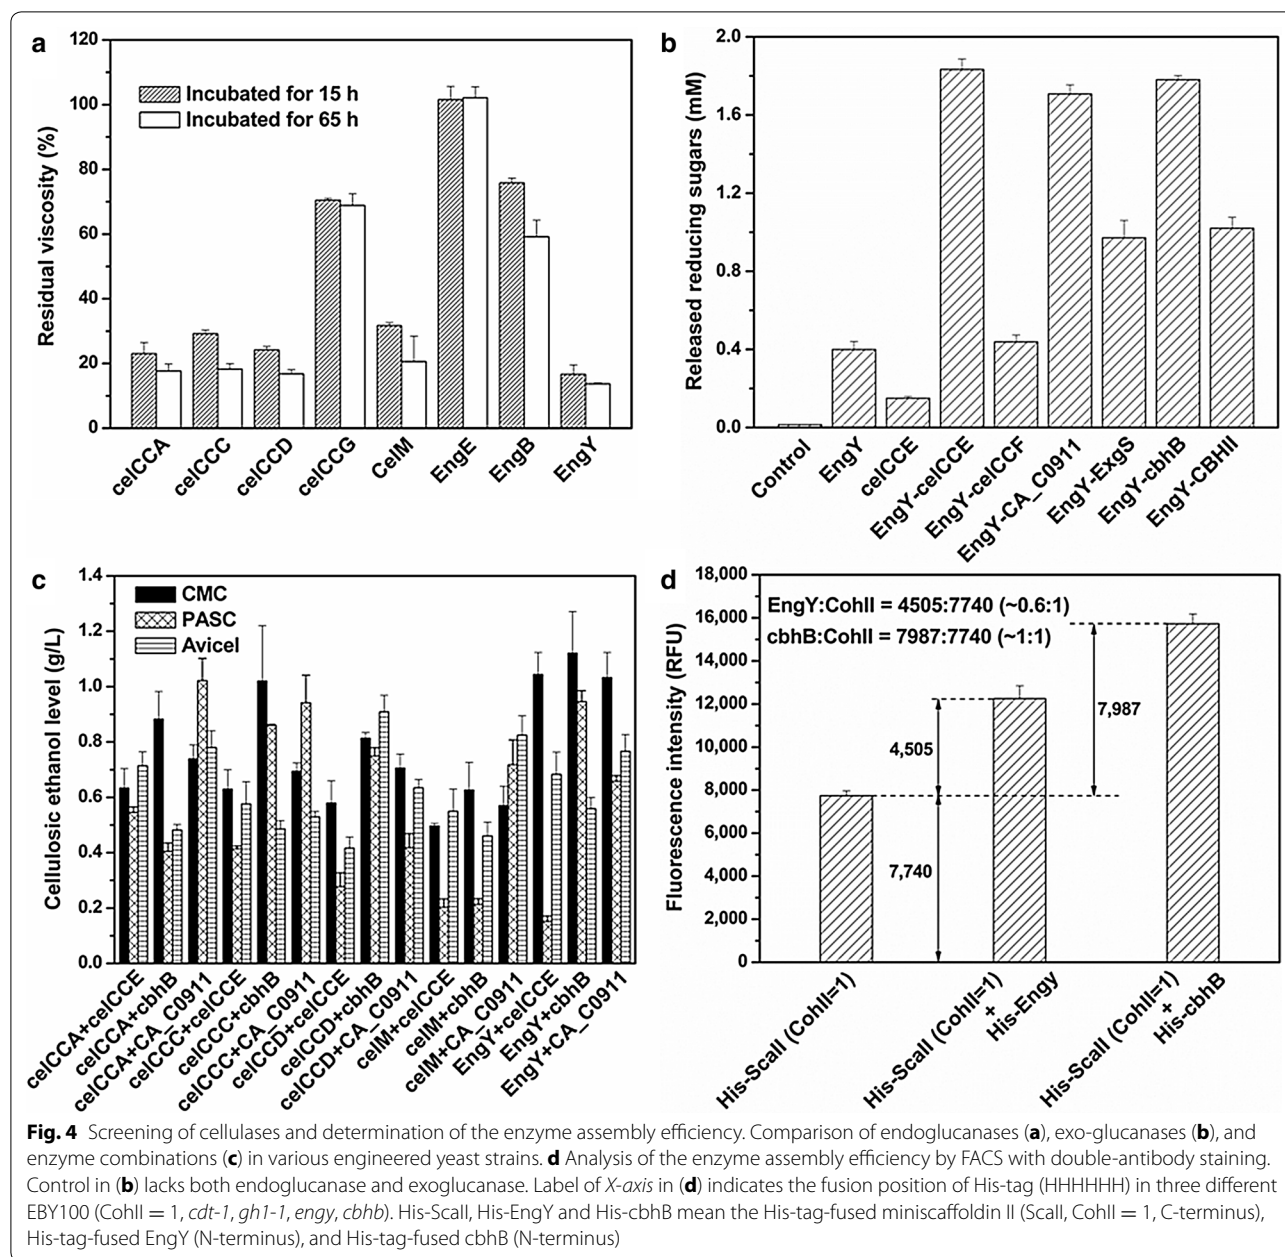 a
120
100
80
60
40
20
0
Residual viscosity (%)
Incubated for 15 h
Incubated for 65 h
celCCA
celCCC
celCCD
celCCG
CelM
EngE
EngB
EngY
b
2.0
1.6
1.2
0.8
0.4
0.0
Released reducing sugars (mM)
Control
EngY
celCCE
EngY-celCCE
EngY-celCCF
EngY-CA_C0911
EngY-ExgS
EngY-cbhB
EngY-CBHII
c
1.4
1.2
1.0
0.8
0.6
0.4
0.2
0.0
Cellulosic ethanol level (g/L)
CMC
PASC
Avicel
celCCA+celCCE
celCCA+cbhB
celCCA+CA_C0911
celCCC+celCCE
celCCC+cbhB
celCCC+CA_C0911
celCCD+celCCE
celCCD+cbhB
celCCD+CA_C0911
celM+celCCE
celM+cbhB
celM+CA_C0911
EngY+celCCE
EngY+cbhB
EngY+CA_C0911
d
18,000
16,000
14,000
12,000
10,000
8,000
6,000
4,000
2,000
0
Fluorescence intensity (RFU)
EngY:CohII = 4505:7740 (~0.6:1)
cbhB:CohII = 7987:7740 (~1:1)
7,740
4,505
7,987
His-ScaII (CohII=1)
His-ScaII (CohII=1)
+
His-Engy
His-ScaII (CohII=1)
+
His-cbhB
Fig. 4 Screening of cellulases and determination of the enzyme assembly efficiency. Comparison of endoglucanases (a), exo-glucanases (b), and
enzyme combinations (c) in various engineered yeast strains. d Analysis of the enzyme assembly efficiency by FACS with double-antibody staining.
Control in (b) lacks both endoglucanase and exoglucanase. Label of X-axis in (d) indicates the fusion position of His-tag (HHHHHH) in three different
EBY100 (CohII = 1, cdt-1, gh1-1, engy, cbhb). His-ScaII, His-EngY and His-cbhB mean the His-tag-fused miniscaffoldin II (ScaII, CohII = 1, C-terminus),
His-tag-fused EngY (N-terminus), and His-tag-fused cbhB (N-terminus)